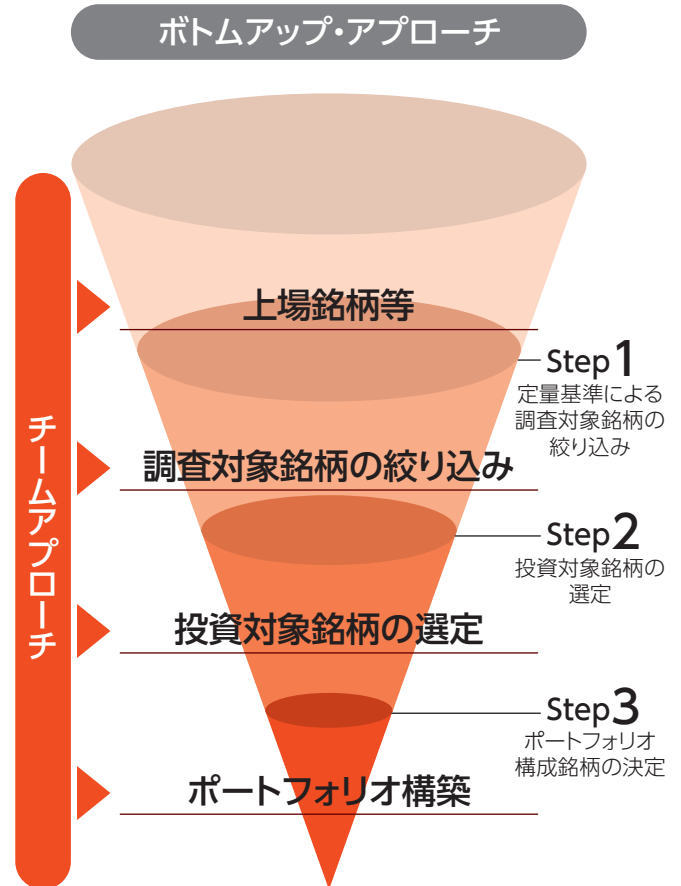 ボトムアップ・アプローチ
チームアプローチ
上場銘柄等
Step1
定量基準による
調査対象銘柄の
絞り込み
調査対象銘柄の絞り込み
Step2
投資対象銘柄の
選定
投資対象銘柄の選定
Step3
ポートフォリオ
構成銘柄の決定
ポートフォリオ構築